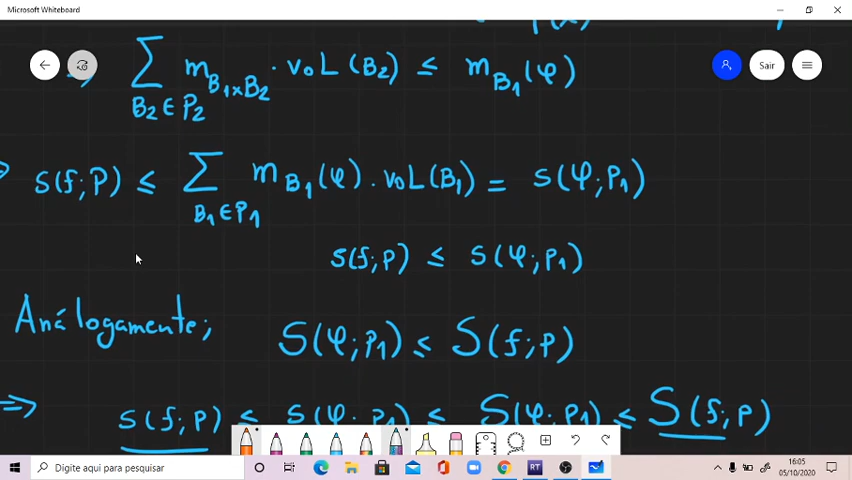 Microsoft Whiteboard
Sair
⇒ ∑_{B₂∈P₂} m_{B₁×B₂} · voL(B₂) ≤ m_{B₁}(φ)
s(f;P) ≤ ∑_{B₁∈P₁} m_{B₁}(φ) . voL(B₁) = s(φ;P₁)
s(f;p) ≤ s(φ;p₁)
Análogamente;
S(φ;p₁) ≤ S(f;p)
⇒ s(f;p) ≤ s(φ;p₁) ≤ S(φ;p₁) ≤ S(f;p)
Digite aqui para pesquisar
RT
16:05
05/10/2020